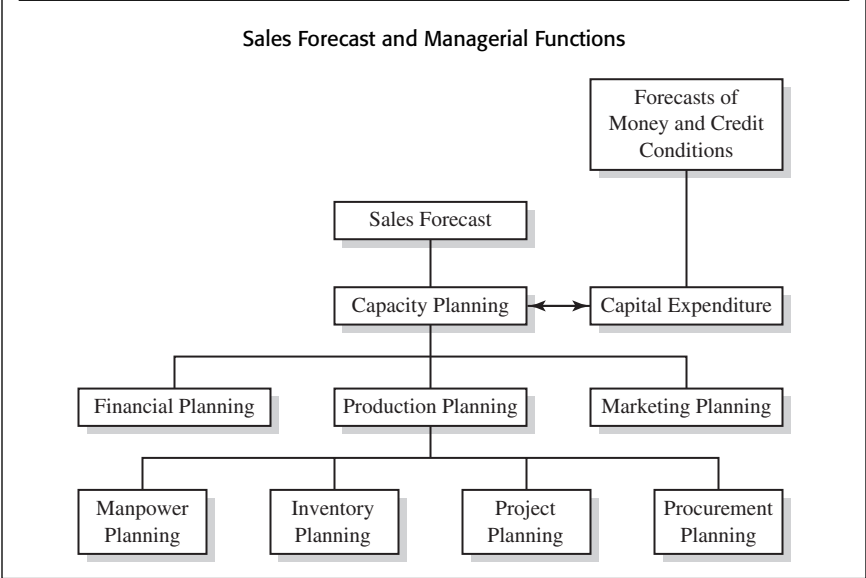 Sales Forecast and Managerial Functions
Forecasts of
Money and Credit
Conditions
Sales Forecast
Capacity Planning
Capital Expenditure
Financial Planning
Production Planning
Marketing Planning
Manpower
Planning
Inventory
Planning
Project
Planning
Procurement
Planning